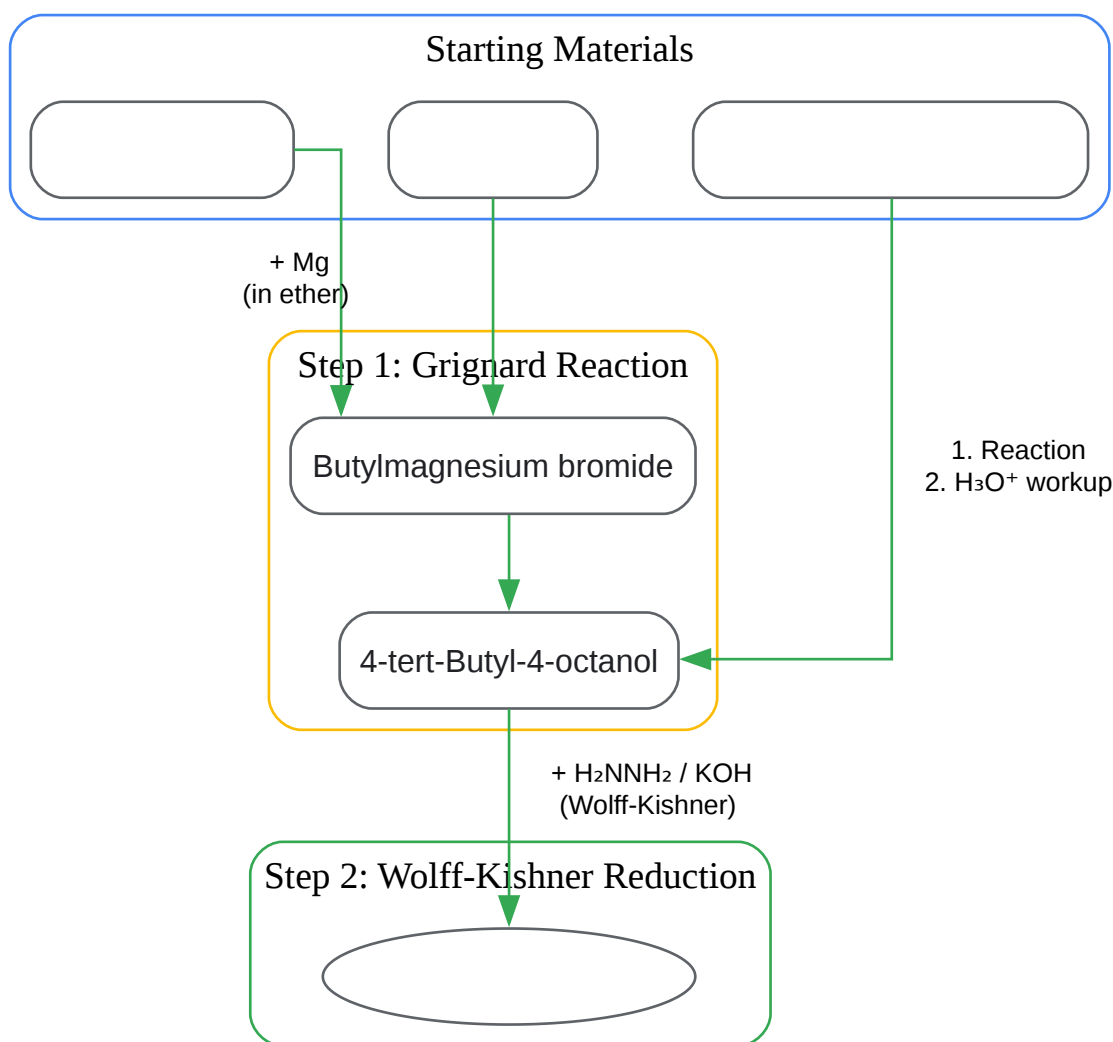 Starting Materials
+ Mg
(in ether)
Step 1: Grignard Reaction
Butylmagnesium bromide
1. Reaction
2. H₃O⁺ workup
4-tert-Butyl-4-octanol
+ H₂NNH₂ / KOH
(Wolff-Kishner)
Step 2: Wolff-Kishner Reduction